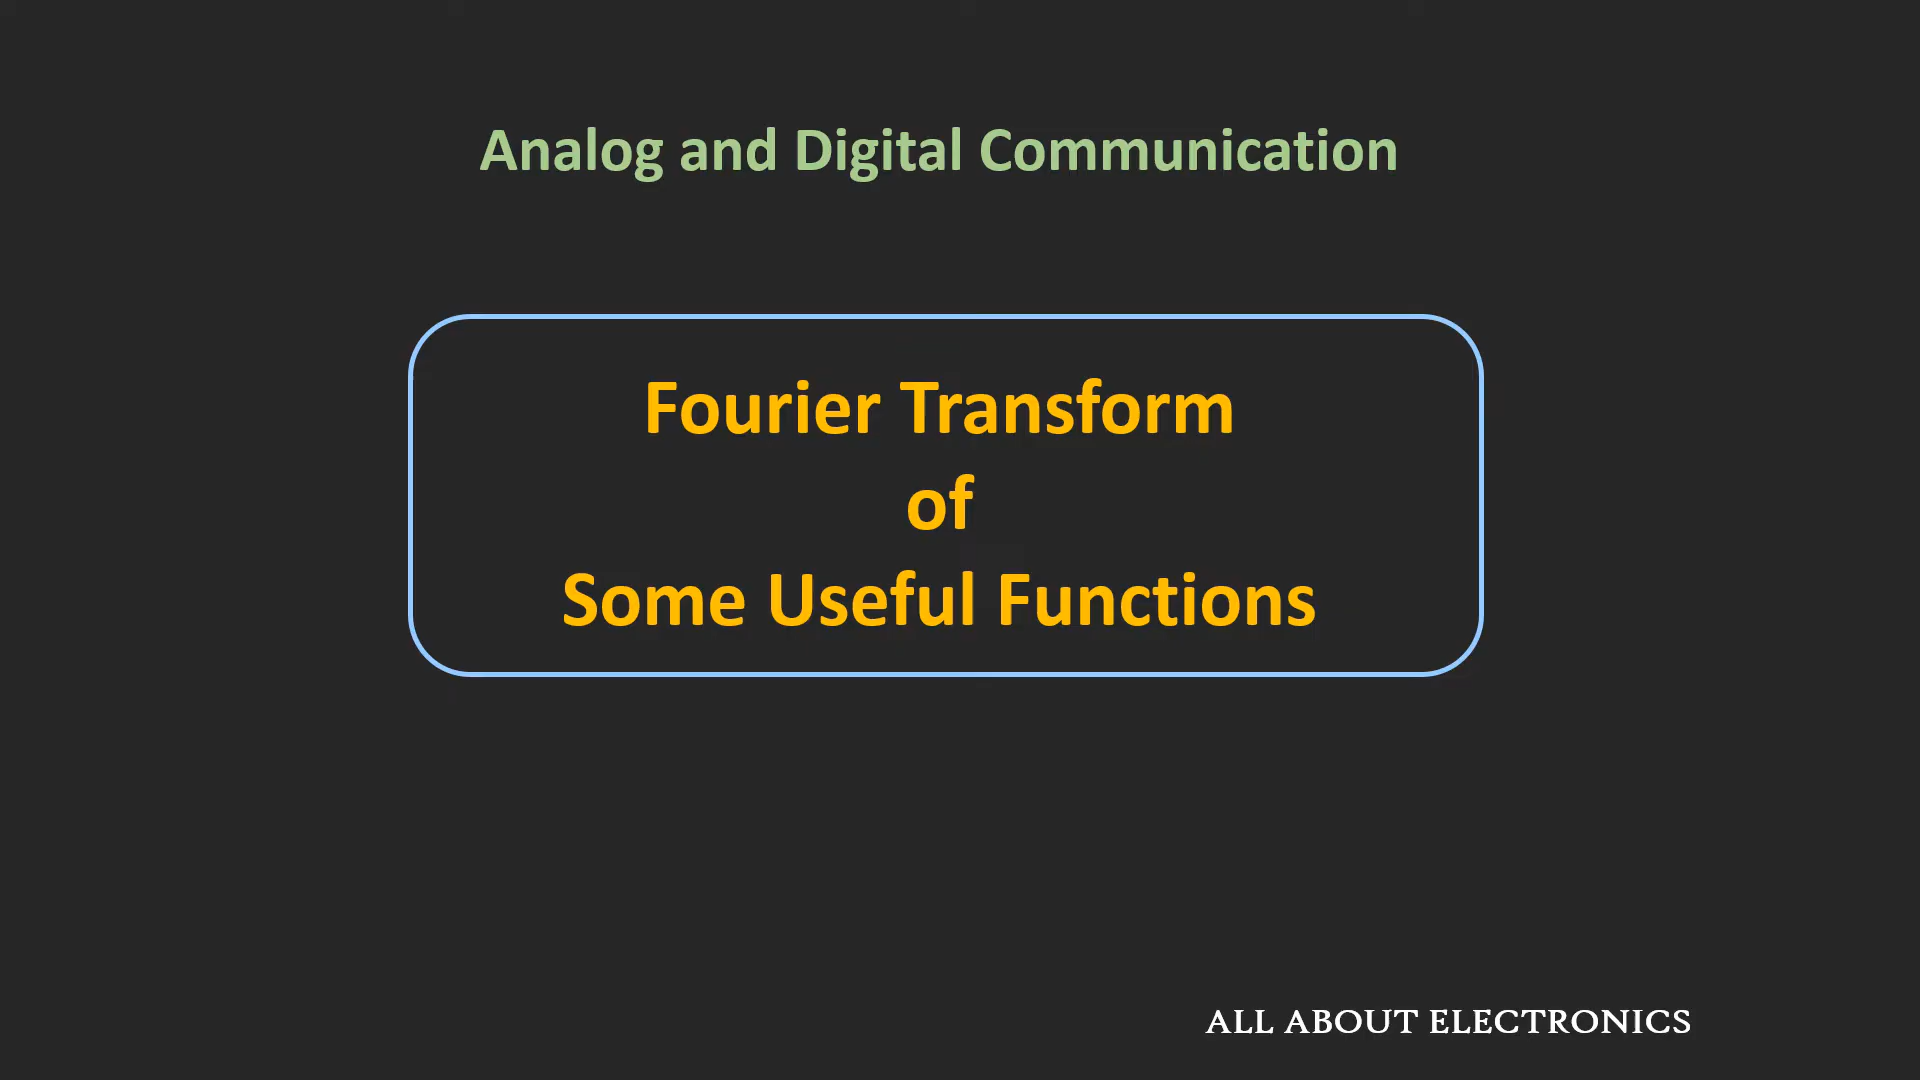 Analog and Digital Communication
Fourier Transform
of
Some Useful Functions
ALL ABOUT ELECTRONICS